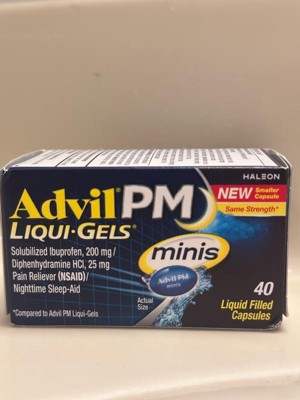 HALEON
Advil® PM
LIQUI·GELS®
NEW Smaller Capsule
Same Strength*
minis
Solubilized Ibuprofen, 200 mg /
Diphenhydramine HCl, 25 mg
Pain Reliever (NSAID)/
Nighttime Sleep-Aid
Advil PM
minis
Actual
Size
40
Liquid Filled
Capsules
*Compared to Advil PM Liqui-Gels